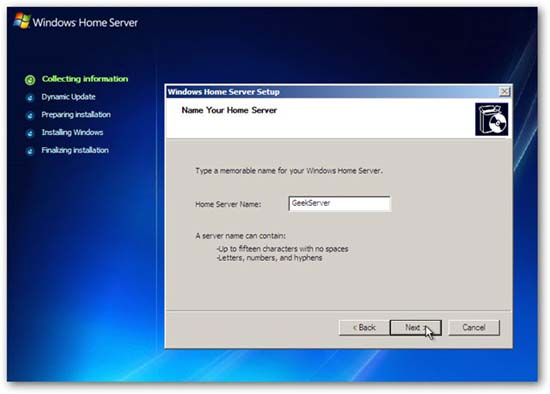 Windows Home Server
Collecting information
Dynamic Update
Preparing installation
Installing Windows
Finalizing installation
Windows Home Server Setup
Name Your Home Server
Type a memorable name for your Windows Home Server.
Home Server Name: GeekServer
A server name can contain:
-Up to fifteen characters with no spaces
-Letters, numbers, and hyphens
< Back Next > Cancel